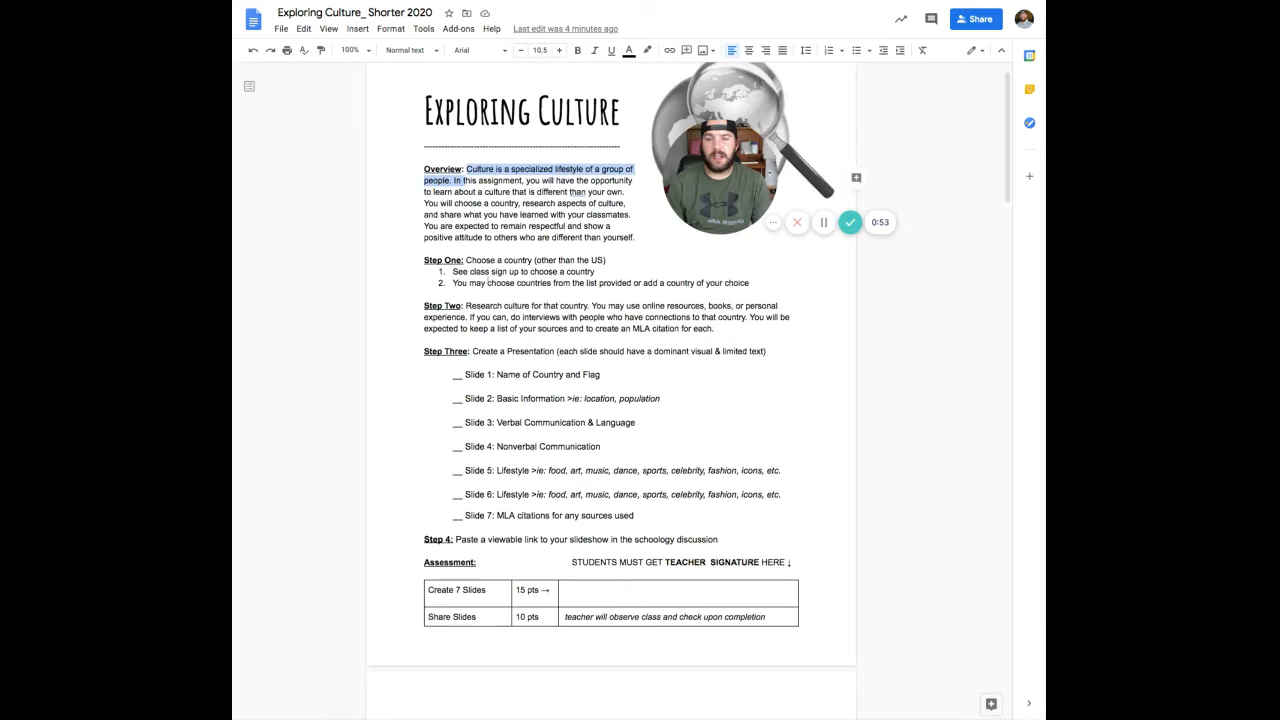 Exploring Culture_ Shorter 2020
File Edit View Insert Format Tools Add-ons Help Last edit was 4 minutes ago
Share
100% Normal text Arial 10.5 B I U A
EXPLORING CULTURE
Overview: Culture is a specialized lifestyle of a group of
people. In this assignment, you will have the opportunity
to learn about a culture that is different than your own.
You will choose a country, research aspects of culture,
and share what you have learned with your classmates.
You are expected to remain respectful and show a
positive attitude to others who are different than yourself.
0:53
Step One: Choose a country (other than the US)
1. See class sign up to choose a country
2. You may choose countries from the list provided or add a country of your choice
Step Two: Research culture for that country. You may use online resources, books, or personal
experience. If you can, do interviews with people who have connections to that country. You will be
expected to keep a list of your sources and to create an MLA citation for each.
Step Three: Create a Presentation (each slide should have a dominant visual & limited text)
__ Slide 1: Name of Country and Flag
__ Slide 2: Basic Information >ie: location, population
__ Slide 3: Verbal Communication & Language
__ Slide 4: Nonverbal Communication
__ Slide 5: Lifestyle >ie: food, art, music, dance, sports, celebrity, fashion, icons, etc.
__ Slide 6: Lifestyle >ie: food, art, music, dance, sports, celebrity, fashion, icons, etc.
__ Slide 7: MLA citations for any sources used
Step 4: Paste a viewable link to your slideshow in the schoology discussion
Assessment: STUDENTS MUST GET TEACHER SIGNATURE HERE ↓
Create 7 Slides 15 pts →
Share Slides 10 pts teacher will observe class and check upon completion